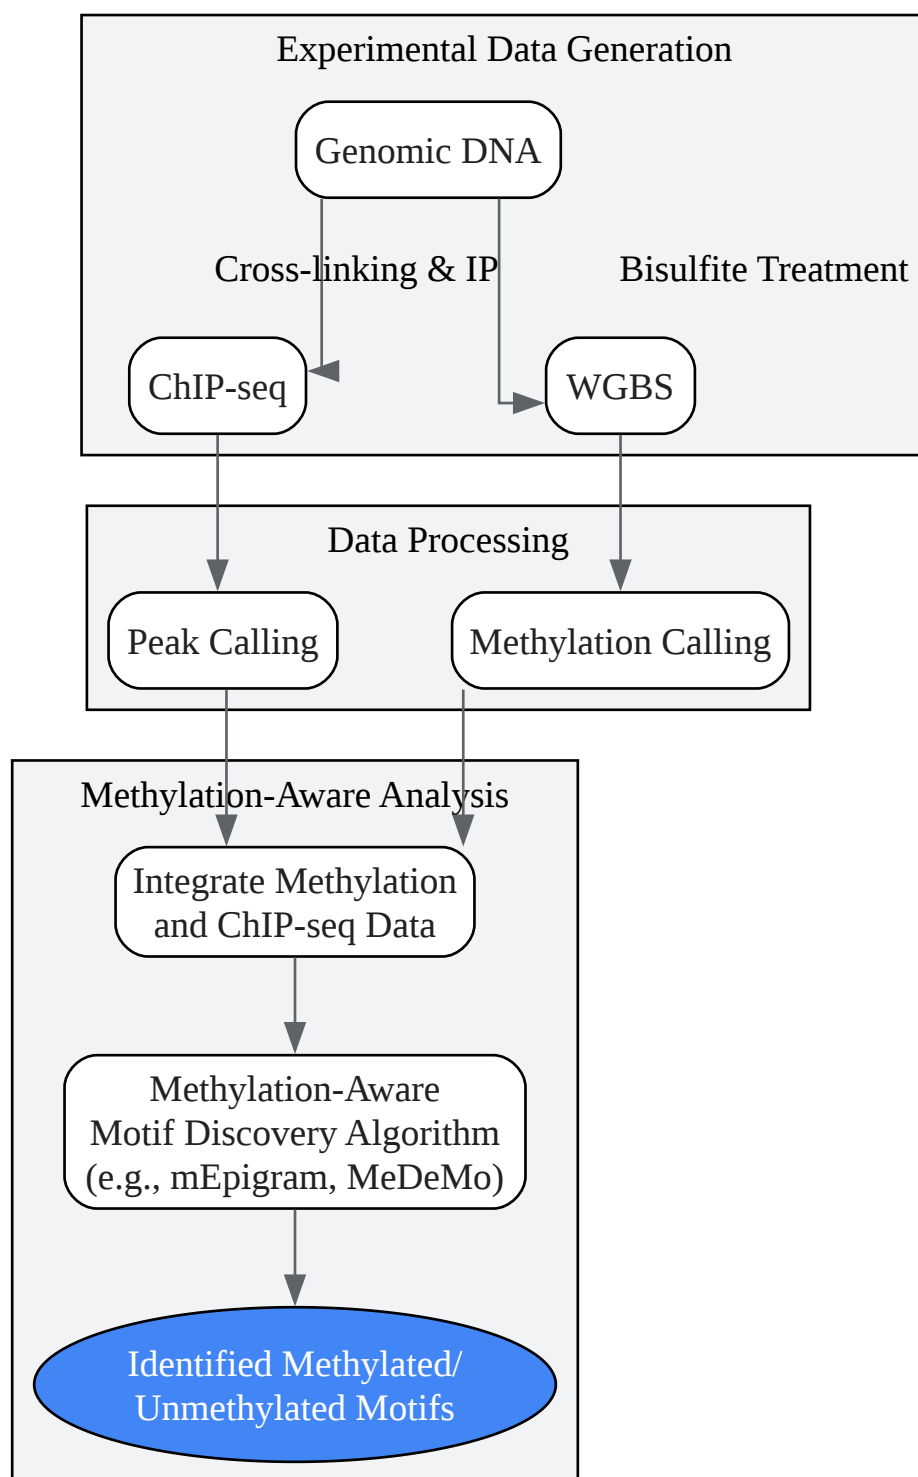 Experimental Data Generation
Genomic DNA
Cross-linking & IP
Bisulfite Treatment
ChIP-seq
WGBS
Data Processing
Peak Calling
Methylation Calling
Methylation-Aware Analysis
Integrate Methylation
and ChIP-seq Data
Methylation-Aware
Motif Discovery Algorithm
(e.g., mEpigram, MeDeMo)
Identified Methylated/
Unmethylated Motifs